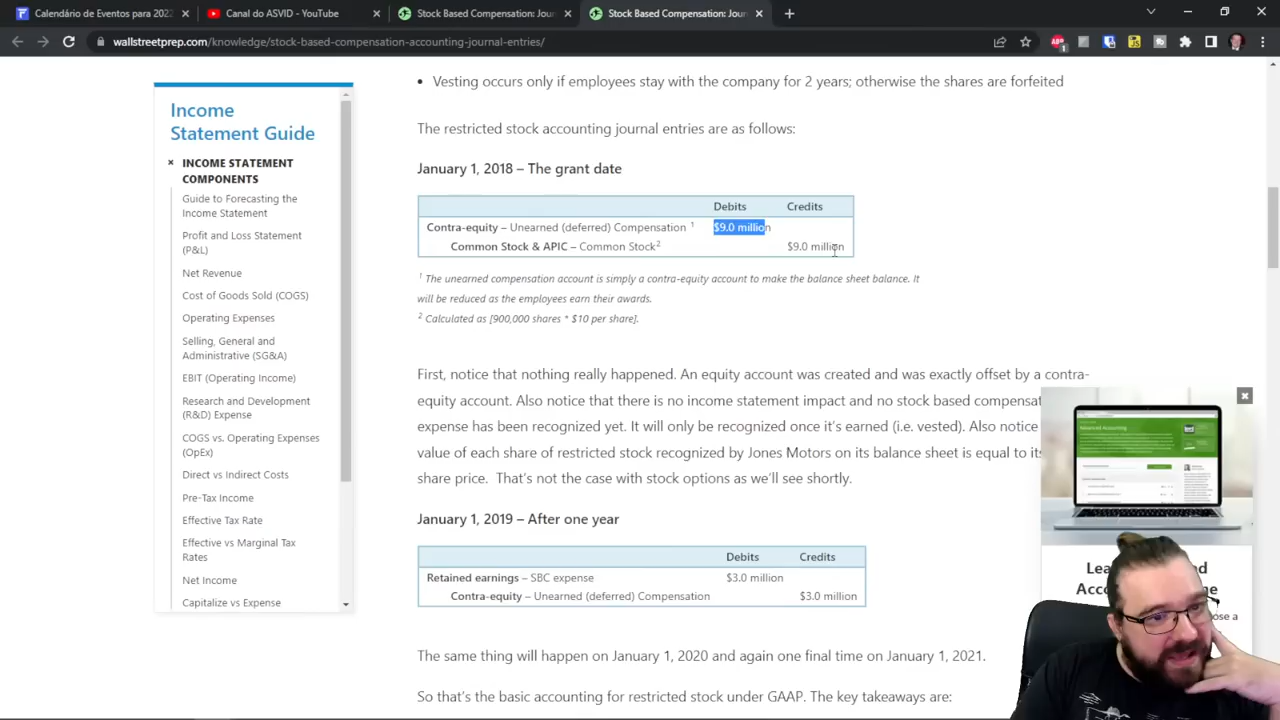 Calendário de Eventos para 202
Canal do ASVID - YouTube
Stock Based Compensation: Jour
Stock Based Compensation: Jour
wallstreetprep.com/knowledge/stock-based-compensation-accounting-journal-entries/
Income
Statement Guide
INCOME STATEMENT
COMPONENTS
Guide to Forecasting the
Income Statement
Profit and Loss Statement
(P&L)
Net Revenue
Cost of Goods Sold (COGS)
Operating Expenses
Selling, General and
Administrative (SG&A)
EBIT (Operating Income)
Research and Development
(R&D) Expense
COGS vs. Operating Expenses
(OpEx)
Direct vs Indirect Costs
Pre-Tax Income
Effective Tax Rate
Effective vs Marginal Tax
Rates
Net Income
Capitalize vs Expense
• Vesting occurs only if employees stay with the company for 2 years; otherwise the shares are forfeited
The restricted stock accounting journal entries are as follows:
January 1, 2018 – The grant date
Debits Credits
Contra-equity – Unearned (deferred) Compensation 1 $9.0 million
Common Stock & APIC – Common Stock2 $9.0 million
1 The unearned compensation account is simply a contra-equity account to make the balance sheet balance. It
will be reduced as the employees earn their awards.
2 Calculated as [900,000 shares * $10 per share].
First, notice that nothing really happened. An equity account was created and was exactly offset by a contra-
equity account. Also notice that there is no income statement impact and no stock based compensat
expense has been recognized yet. It will only be recognized once it's earned (i.e. vested). Also notice
value of each share of restricted stock recognized by Jones Motors on its balance sheet is equal to its
share price. That's not the case with stock options as we'll see shortly.
January 1, 2019 – After one year
Debits Credits
Retained earnings – SBC expense $3.0 million
Contra-equity – Unearned (deferred) Compensation $3.0 million
The same thing will happen on January 1, 2020 and again one final time on January 1, 2021.
So that's the basic accounting for restricted stock under GAAP. The key takeaways are:
Advanced Accounting